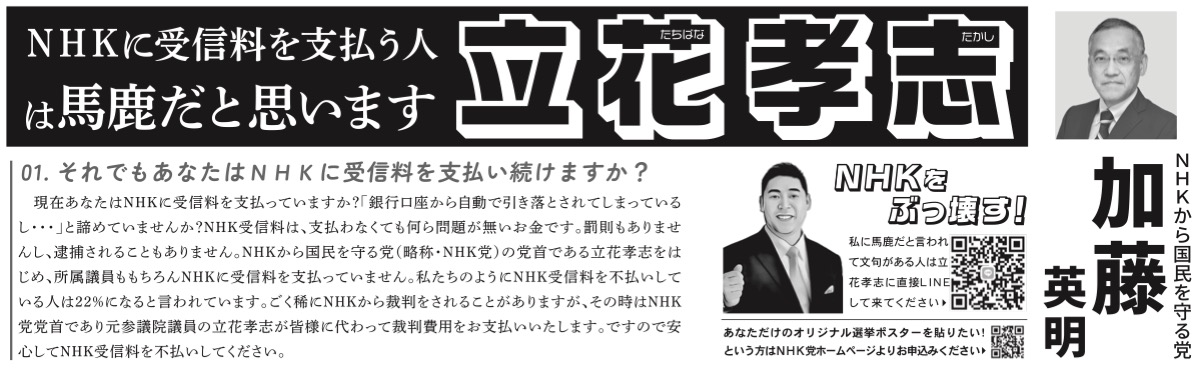 NHKに受信料を支払う人
は馬鹿だと思います
立花孝志
たちばな
たかし
01. それでもあなたはNHKに受信料を支払い続けますか？
現在あなたはNHKに受信料を支払っていますか?「銀行口座から自動で引き落とされてしまっている
し・・・」と諦めていませんか?NHK受信料は、支払わなくても何ら問題が無いお金です。罰則もありませ
んし、逮捕されることもありません。NHKから国民を守る党（略称・NHK党）の党首である立花孝志をは
じめ、所属議員ももちろんNHKに受信料を支払っていません。私たちのようにNHK受信料を不払いして
いる人は22%になると言われています。ごく稀にNHKから裁判をされることがありますが、その時はNHK
党党首であり元参議院議員の立花孝志が皆様に代わって裁判費用をお支払いいたします。ですので安
心してNHK受信料を不払いしてください。
NHKを
ぶっ壊す!
私に馬鹿だと言われ
て文句がある人は立
花孝志に直接LINE
して来てください▶
あなただけのオリジナル選挙ポスターを貼りたい!
という方はNHK党ホームページよりお申込みください▶
NHKから国民を守る党
加藤
英明